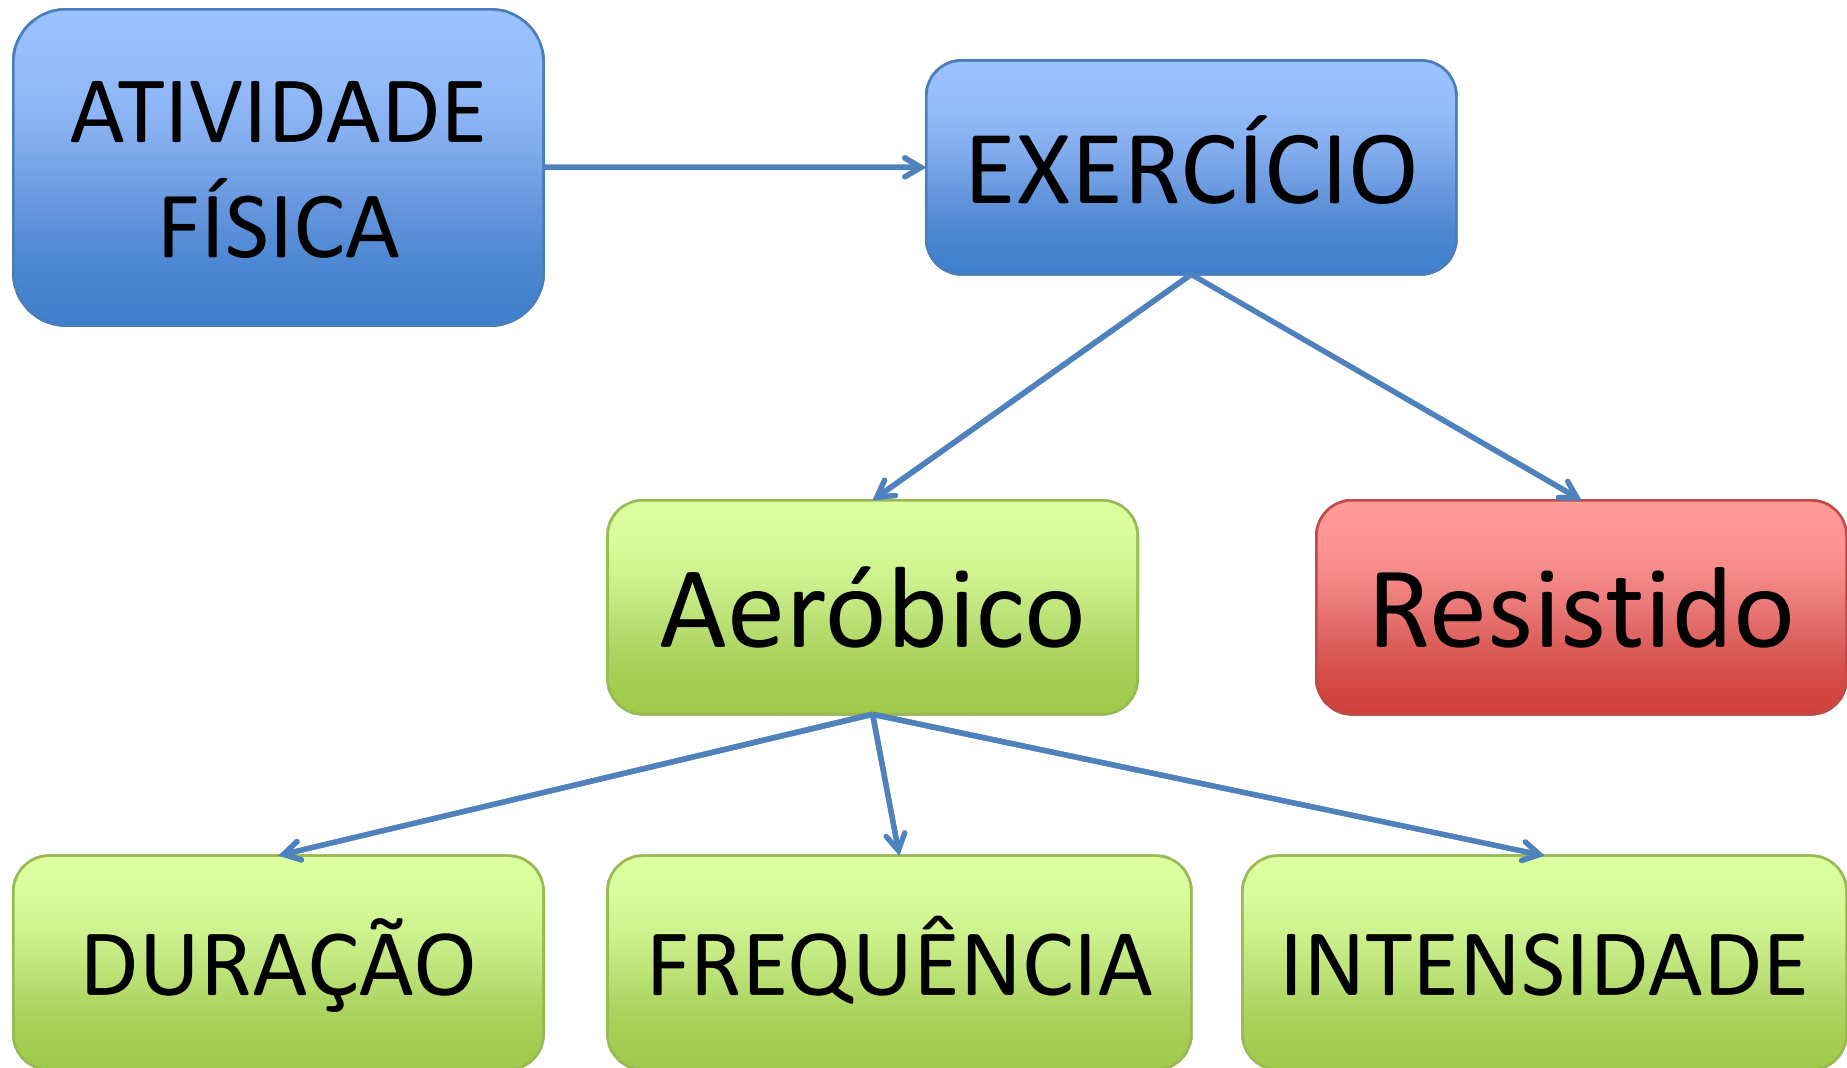 ATIVIDADE
FÍSICA
EXERCÍCIO
Aeróbico
Resistido
DURAÇÃO
FREQUÊNCIA
INTENSIDADE